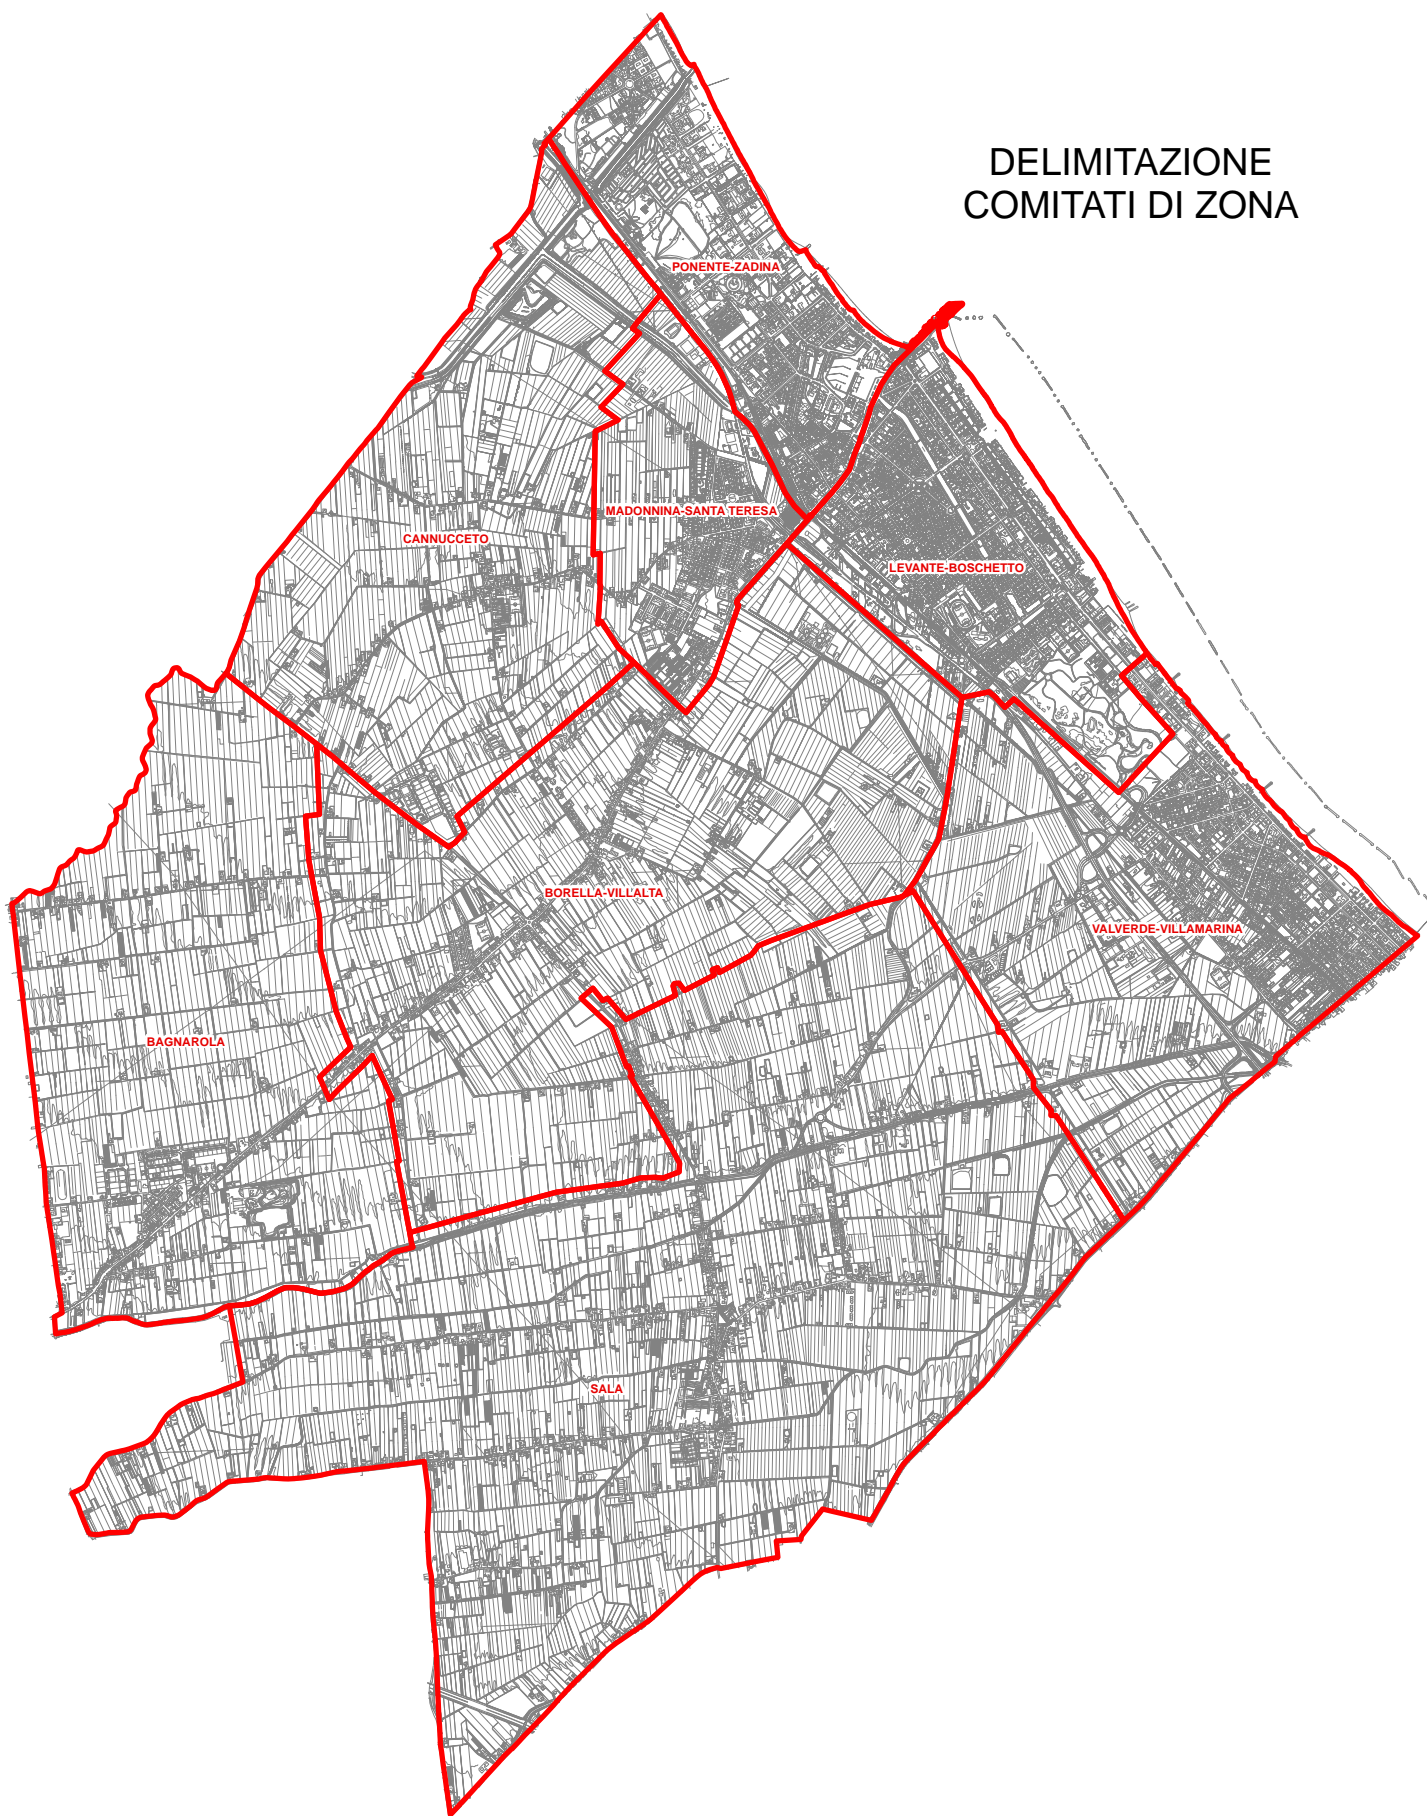 DELIMITAZIONE
COMITATI DI ZONA
PONENTE-ZADINA
MADONNINA-SANTA TERESA
CANNUCCETO
LEVANTE-BOSCHETTO
BORELLA-VILLALTA
VALVERDE-VILLAMARINA
BAGNAROLA
SALA